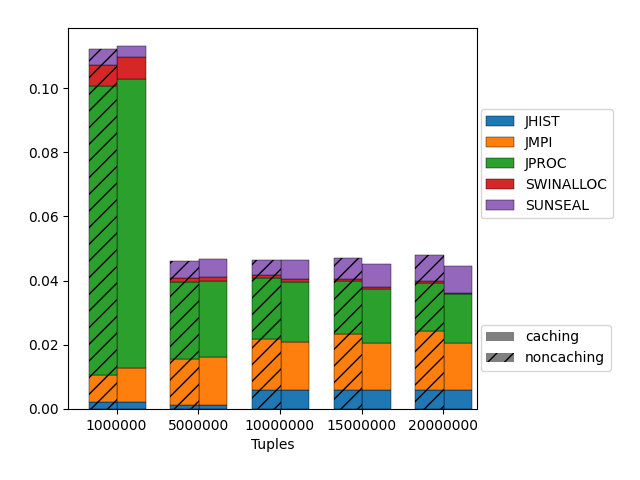 0.10
0.08
0.06
0.04
0.02
0.00
1000000 5000000 10000000 15000000 20000000
Tuples
JHIST
JMPI
JPROC
SWINALLOC
SUNSEAL
caching
noncaching